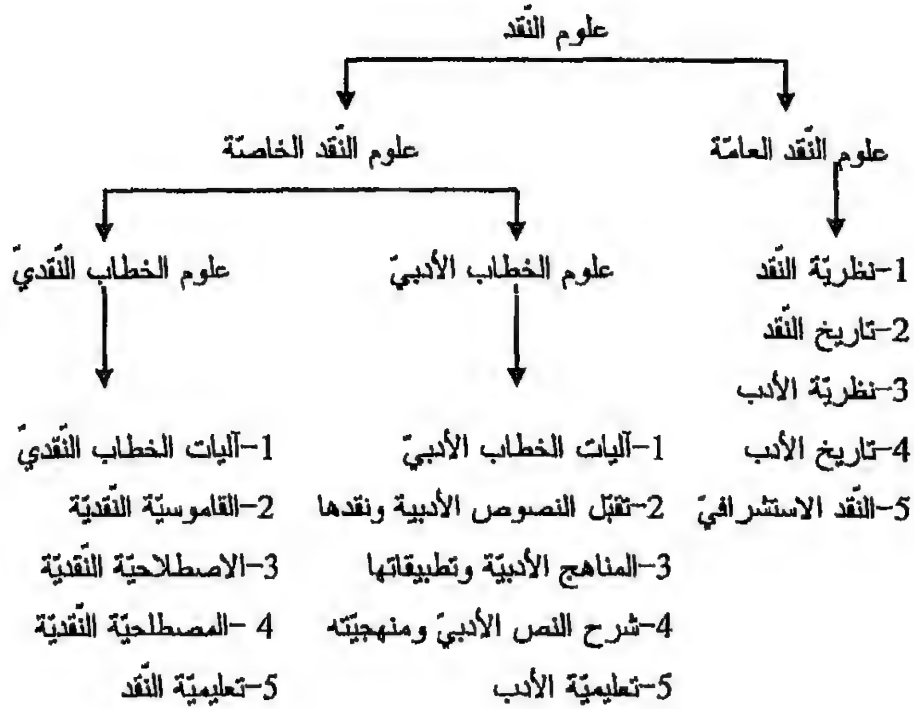 علوم النّقد
علوم النّقد العامّة
علوم النّقد الخاصّة
1-نظريّة النّقد
2-تاريخ النّقد
3-نظريّة الأدب
4-تاريخ الأدب
5-النّقد الاستشرافيّ
علوم الخطاب الأدبيّ
1-آليات الخطاب الأدبيّ
2-تقبّل النصوص الأدبية ونقدها
3-المناهج الأدبيّة وتطبيقاتها
4-شرح النص الأدبيّ ومنهجيّته
5-تعليميّة الأدب
علوم الخطاب النّقديّ
1-آليات الخطاب النّقديّ
2-القاموسيّة النّقديّة
3-الاصطلاحيّة النّقديّة
4 -المصطلحيّة النّقديّة
5-تعليميّة النّقد